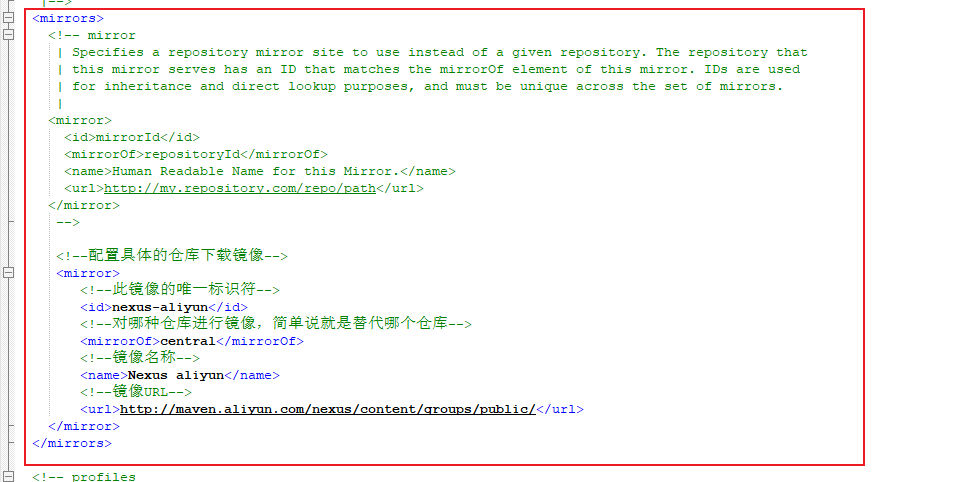 |-->
<mirrors>
<!-- mirror
| Specifies a repository mirror site to use instead of a given repository. The repository that
| this mirror serves has an ID that matches the mirrorOf element of this mirror. IDs are used
| for inheritance and direct lookup purposes, and must be unique across the set of mirrors.
|
<mirror>
<id>mirrorId</id>
<mirrorOf>repositoryId</mirrorOf>
<name>Human Readable Name for this Mirror.</name>
<url>http://my.repository.com/repo/path</url>
</mirror>
-->
<!--配置具体的仓库下载镜像-->
<mirror>
<!--此镜像的唯一标识符-->
<id>nexus-aliyun</id>
<!--对哪种仓库进行镜像，简单说就是替代哪个仓库-->
<mirrorOf>central</mirrorOf>
<!--镜像名称-->
<name>Nexus aliyun</name>
<!--镜像URL-->
<url>http://maven.aliyun.com/nexus/content/groups/public/</url>
</mirror>
</mirrors>
<!-- profiles